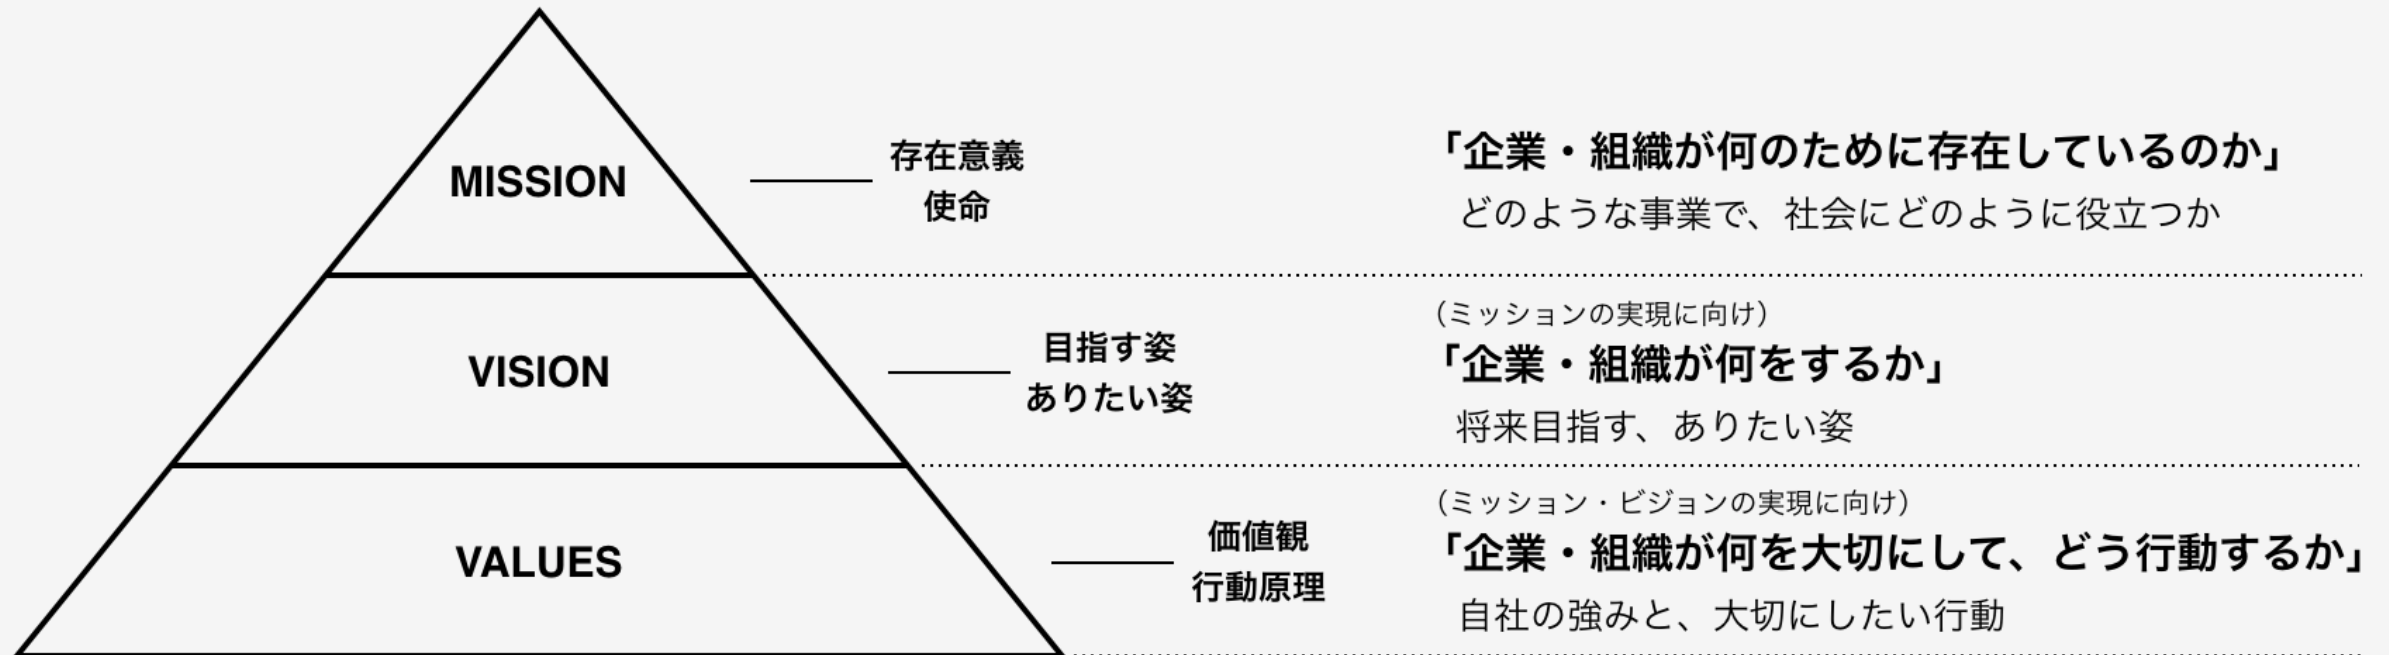 MISSION
存在意義
使命
「企業・組織が何のために存在しているのか」
どのような事業で、社会にどのように役立つか
VISION
目指す姿
ありたい姿
（ミッションの実現に向け）
「企業・組織が何をするか」
将来目指す、ありたい姿
VALUES
価値観
行動原理
（ミッション・ビジョンの実現に向け）
「企業・組織が何を大切にして、どう行動するか」
自社の強みと、大切にしたい行動